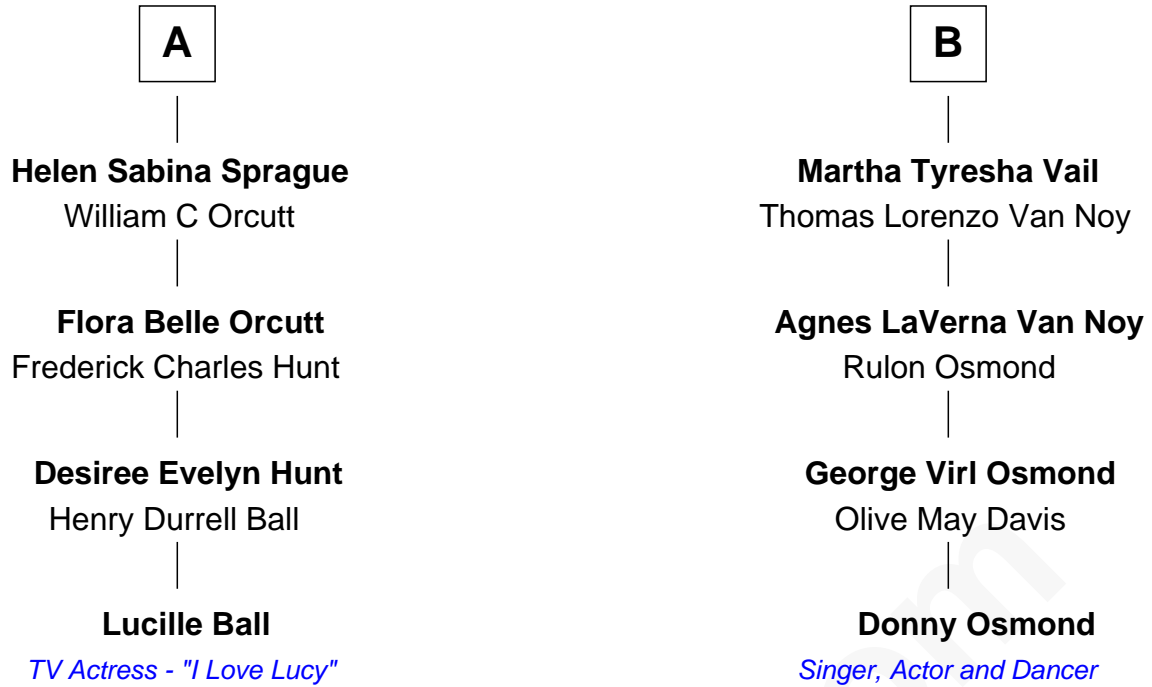 A
Helen Sabina Sprague
William C Orcutt
Flora Belle Orcutt
Frederick Charles Hunt
Desiree Evelyn Hunt
Henry Durrell Ball
Lucille Ball
TV Actress - "I Love Lucy"
B
Martha Tyresha Vail
Thomas Lorenzo Van Noy
Agnes LaVerna Van Noy
Rulon Osmond
George Virl Osmond
Olive May Davis
Donny Osmond
Singer, Actor and Dancer